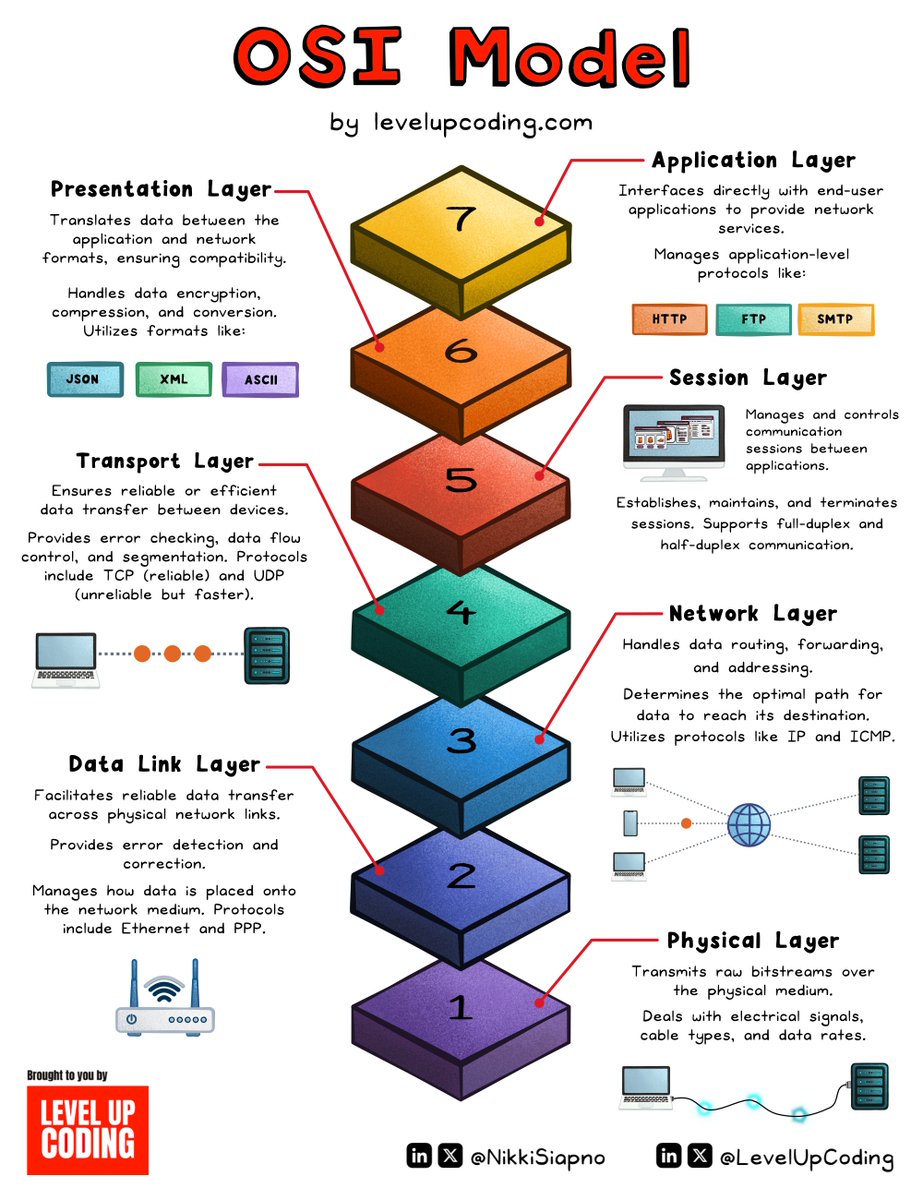 OSI Model
by levelupcoding.com
Application Layer
Interfaces directly with end-user
applications to provide network
services.
Manages application-level
protocols like:
HTTP
FTP
SMTP
7
Presentation Layer
Translates data between the
application and network
formats, ensuring compatibility.
Handles data encryption,
compression, and conversion.
Utilizes formats like:
JSON
XML
ASCII
6
Session Layer
Manages and controls
communication
sessions between
applications.
Establishes, maintains, and terminates
sessions. Supports full-duplex and
half-duplex communication.
5
Transport Layer
Ensures reliable or efficient
data transfer between devices.
Provides error checking, data flow
control, and segmentation. Protocols
include TCP (reliable) and UDP
(unreliable but faster).
4
Network Layer
Handles data routing, forwarding,
and addressing.
Determines the optimal path for
data to reach its destination.
Utilizes protocols like IP and ICMP.
3
Data Link Layer
Facilitates reliable data transfer
across physical network links.
Provides error detection and
correction.
Manages how data is placed onto
the network medium. Protocols
include Ethernet and PPP.
2
Physical Layer
Transmits raw bitstreams over
the physical medium.
Deals with electrical signals,
cable types, and data rates.
1
Brought to you by
LEVEL UP
CODING
@NikkiSiapno
@LevelUpCoding